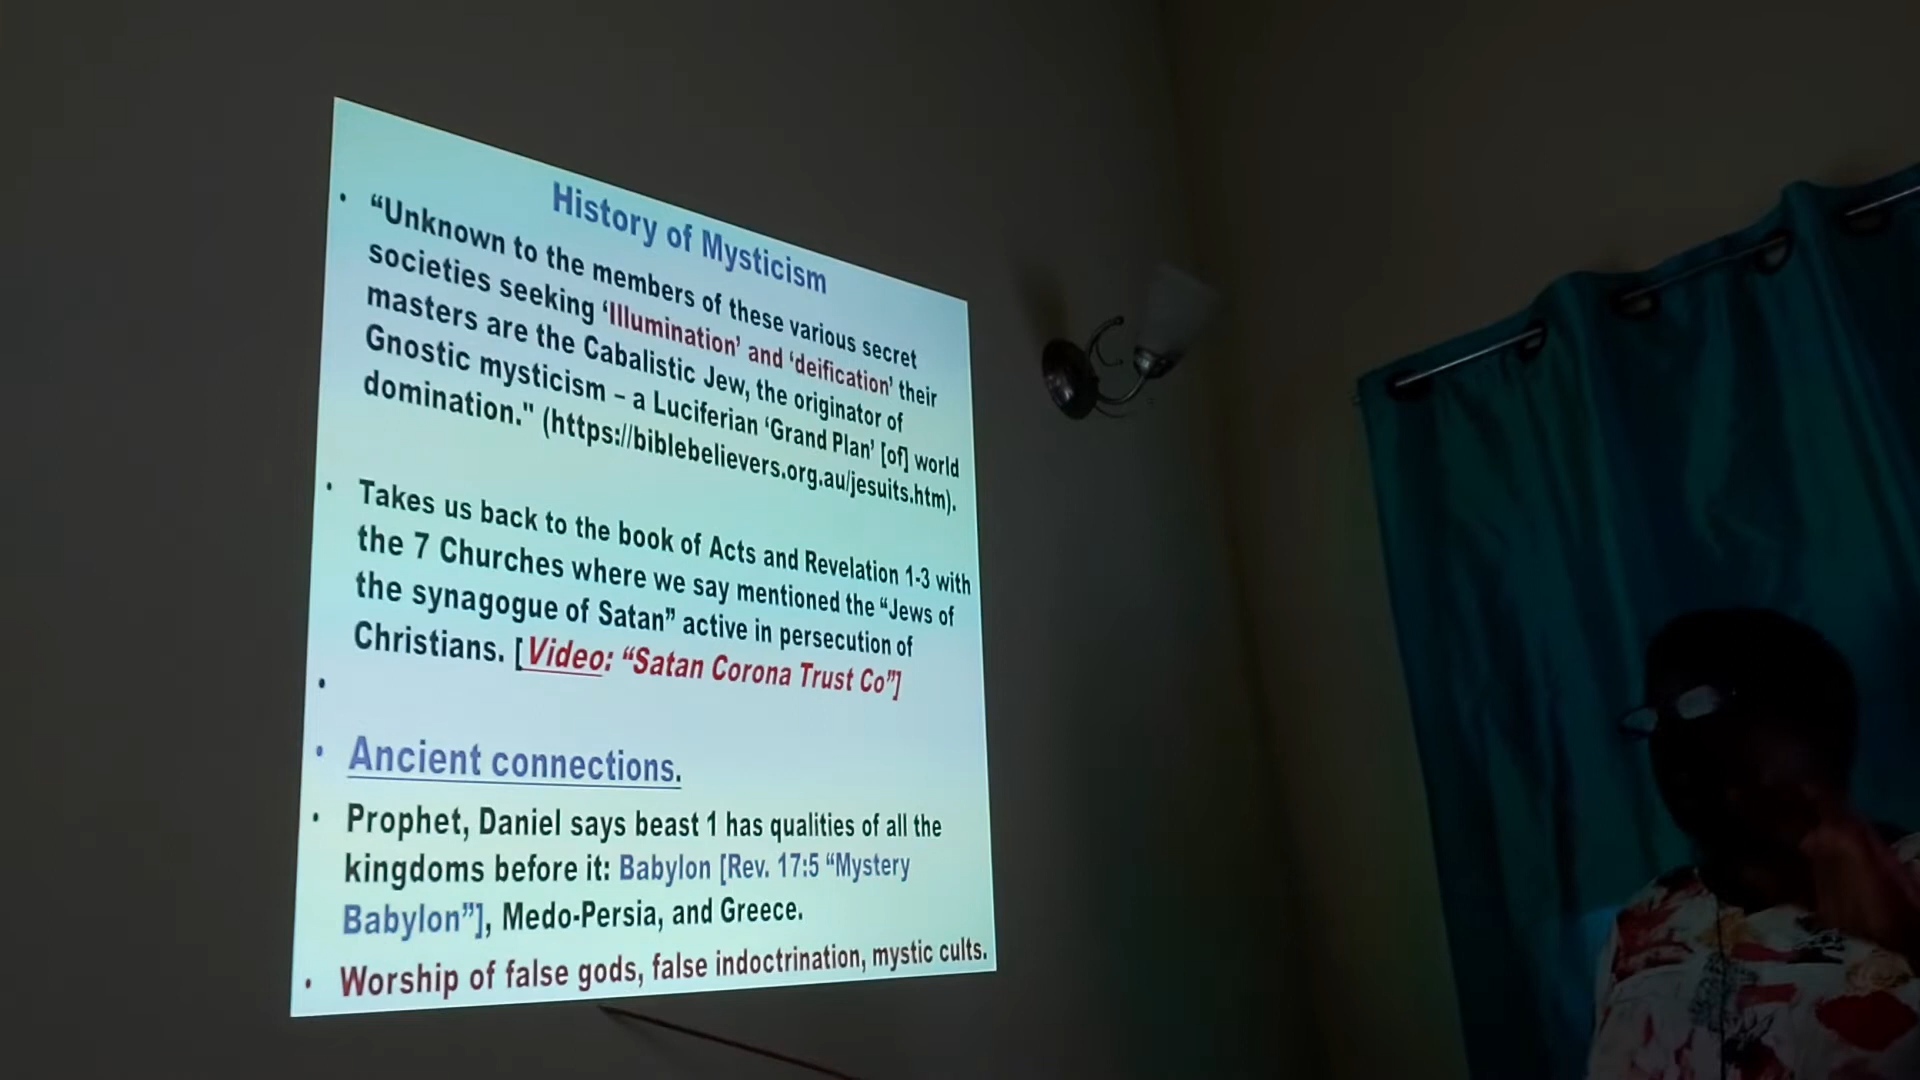 History of Mysticism
• “Unknown to the members of these various secret
societies seeking ‘Illumination’ and ‘deification’ their
masters are the Cabalistic Jew, the originator of
Gnostic mysticism – a Luciferian ‘Grand Plan’ [of] world
domination." (https://biblebelievers.org.au/jesuits.htm).
• Takes us back to the book of Acts and Revelation 1-3 with
the 7 Churches where we say mentioned the “Jews of
the synagogue of Satan” active in persecution of
Christians. [Video: “Satan Corona Trust Co”]
•
• Ancient connections.
• Prophet, Daniel says beast 1 has qualities of all the
kingdoms before it: Babylon [Rev. 17:5 “Mystery
Babylon”], Medo-Persia, and Greece.
• Worship of false gods, false indoctrination, mystic cults.